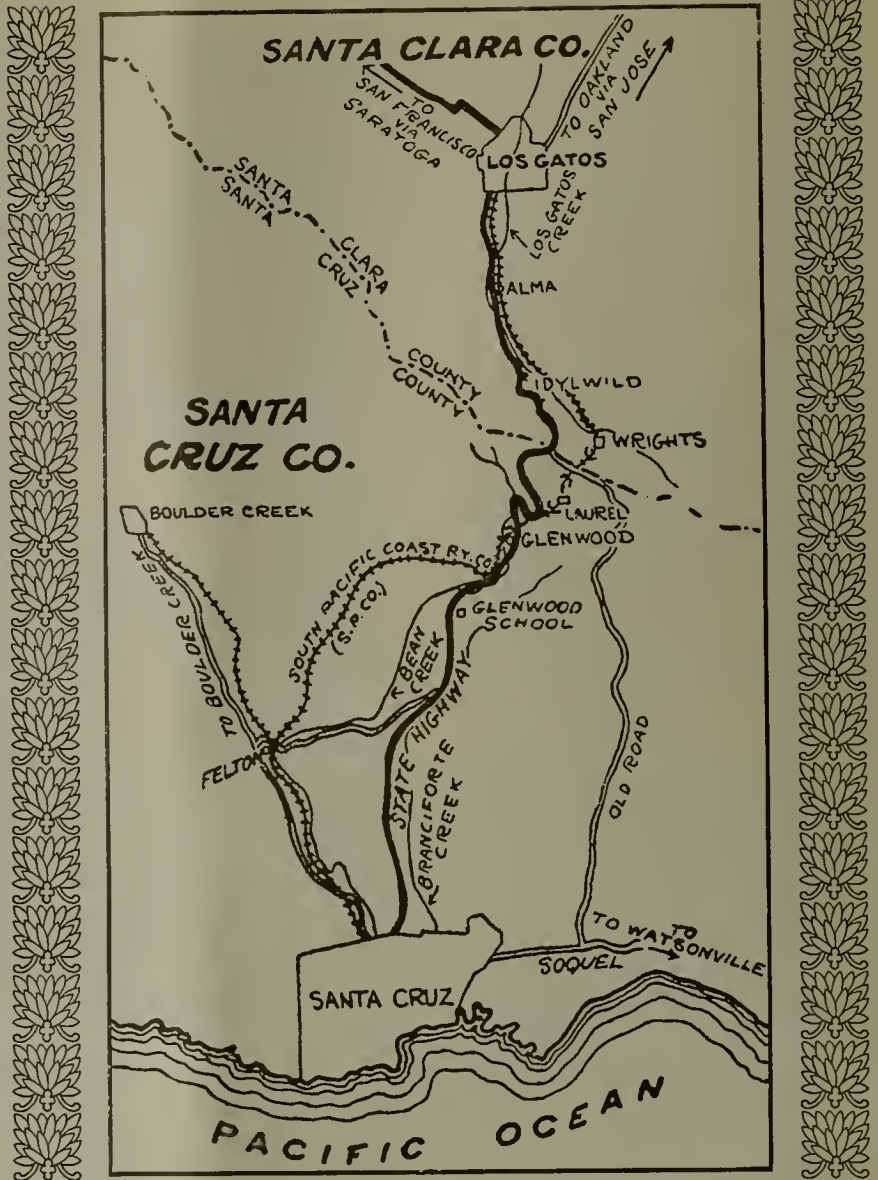 SANTA CLARA CO.
TO
SAN FRANCISCO
VIA
SARATOGA
TO OAKLAND
VIA
SAN JOSE
LOS GATOS
LOS GATOS
CREEK
SANTA
SANTA
CLARA
CRUZ
ALMA
COUNTY
COUNTY
IDYLWILD
SANTA
CRUZ CO.
WRIGHTS
BOULDER CREEK
LAUREL
GLENWOOD
SOUTH PACIFIC COAST RY. CO.
(S.P. CO.)
GLENWOOD
SCHOOL
TO BOULDER CREEK
BEAN
CREEK
STATE HIGHWAY
FELTON
BRANCIFORTE
CREEK
OLD ROAD
TO WATSONVILLE
TO
SOQUEL
SANTA CRUZ
PACIFIC OCEAN